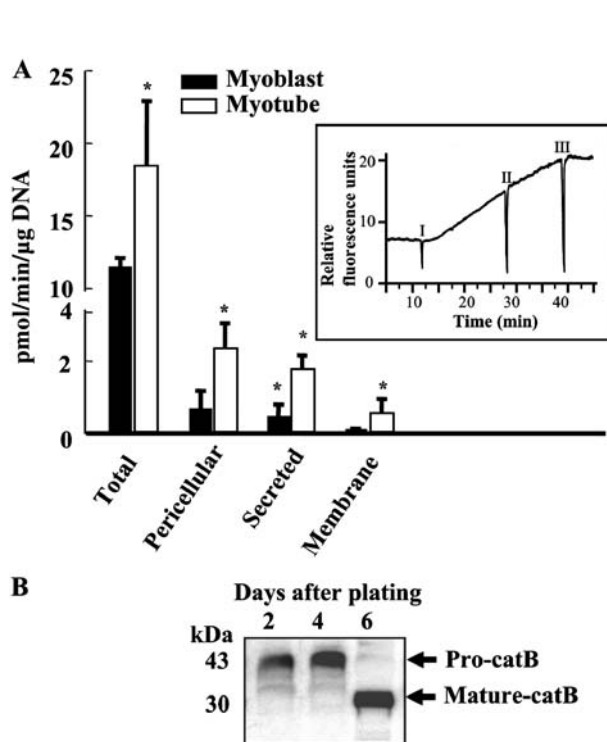 A
25
20
15
10
4
2
0
pmol/min/µg DNA
Myoblast
Myotube
*
*
*
*
*
Relative
fluorescence units
20
10
0
I
II
III
10 20 30 40
Time (min)
Total
Pericellular
Secreted
Membrane
B
Days after plating
2 4 6
kDa
43
30
Pro-catB
Mature-catB